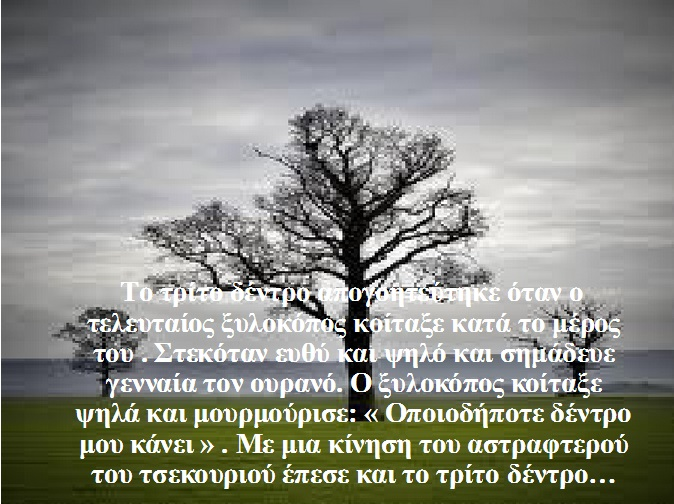 Το τρίτο δέντρο απογοητεύτηκε όταν ο
τελευταίος ξυλοκόπος κοίταξε κατά το μέρος
του . Στεκόταν ευθύ και ψηλό και σημάδευε
γενναία τον ουρανό. Ο ξυλοκόπος κοίταξε
ψηλά και μουρμούρισε: « Οποιοδήποτε δέντρο
μου κάνει » . Με μια κίνηση του αστραφτερού
του τσεκουριού έπεσε και το τρίτο δέντρο…